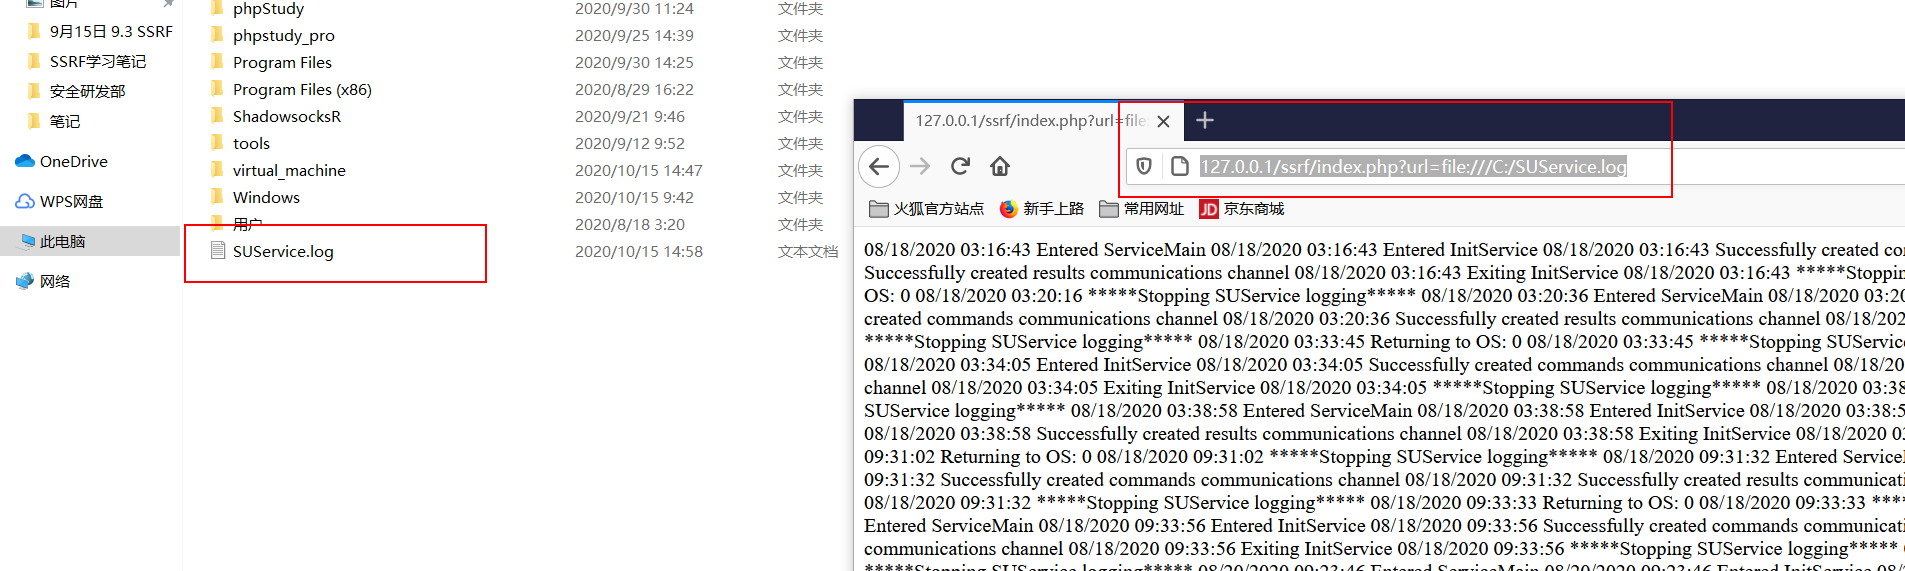 图片
9月15日 9.3 SSRF
SSRF学习笔记
安全研发部
笔记
OneDrive
WPS网盘
此电脑
网络
phpStudy 2020/9/30 11:24 文件夹
phpstudy_pro 2020/9/25 14:39 文件夹
Program Files 2020/9/30 14:25 文件夹
Program Files (x86) 2020/8/29 16:22 文件夹
ShadowsocksR 2020/9/21 9:46 文件夹
tools 2020/9/12 9:52 文件夹
virtual_machine 2020/10/15 14:47 文件夹
Windows 2020/10/15 9:42 文件夹
用户 2020/8/18 3:20 文件夹
SUService.log 2020/10/15 14:58 文本文档
127.0.0.1/ssrf/index.php?url=file:
127.0.0.1/ssrf/index.php?url=file:///C:/SUService.log
火狐官方站点 新手上路 常用网址 JD 京东商城
08/18/2020 03:16:43 Entered ServiceMain 08/18/2020 03:16:43 Entered InitService 08/18/2020 03:16:43 Successfully created co
Successfully created results communications channel 08/18/2020 03:16:43 Exiting InitService 08/18/2020 03:16:43 *****Stoppin
OS: 0 08/18/2020 03:20:16 *****Stopping SUService logging***** 08/18/2020 03:20:36 Entered ServiceMain 08/18/2020 03:20
created commands communications channel 08/18/2020 03:20:36 Successfully created results communications channel 08/18/202
*****Stopping SUService logging***** 08/18/2020 03:33:45 Returning to OS: 0 08/18/2020 03:33:45 *****Stopping SUServic
08/18/2020 03:34:05 Entered InitService 08/18/2020 03:34:05 Successfully created commands communications channel 08/18/20
channel 08/18/2020 03:34:05 Exiting InitService 08/18/2020 03:34:05 *****Stopping SUService logging***** 08/18/2020 03:38
SUService logging***** 08/18/2020 03:38:58 Entered ServiceMain 08/18/2020 03:38:58 Entered InitService 08/18/2020 03:38:5
08/18/2020 03:38:58 Successfully created results communications channel 08/18/2020 03:38:58 Exiting InitService 08/18/2020
09:31:02 Returning to OS: 0 08/18/2020 09:31:02 *****Stopping SUService logging***** 08/18/2020 09:31:32 Entered Servicel
09:31:32 Successfully created commands communications channel 08/18/2020 09:31:32 Successfully created results communicati
08/18/2020 09:31:32 *****Stopping SUService logging***** 08/18/2020 09:33:33 Returning to OS: 0 08/18/2020 09:33:33 ****
Entered ServiceMain 08/18/2020 09:33:56 Entered InitService 08/18/2020 09:33:56 Successfully created commands communicati
communications channel 08/18/2020 09:33:56 Exiting InitService 08/18/2020 09:33:56 *****Stopping SUService logging*****
*****Stopping SUService logging***** 08/20/2020 09:23:46 Entered ServiceMain 08/20/2020 09:23:46 Entered InitService 08/2